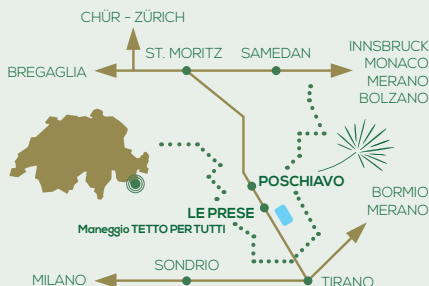 CHÜR – ZÜRICH
ST. MORITZ
SAMEDAN
INNSBRUCK
MONACO
MERANO
BOLZANO
BREGAGLIA
POSCHIAVO
BORMIO
MERANO
LE PRESE
Maneggio TETTO PER TUTTI
SONDRIO
MILANO
TIRANO